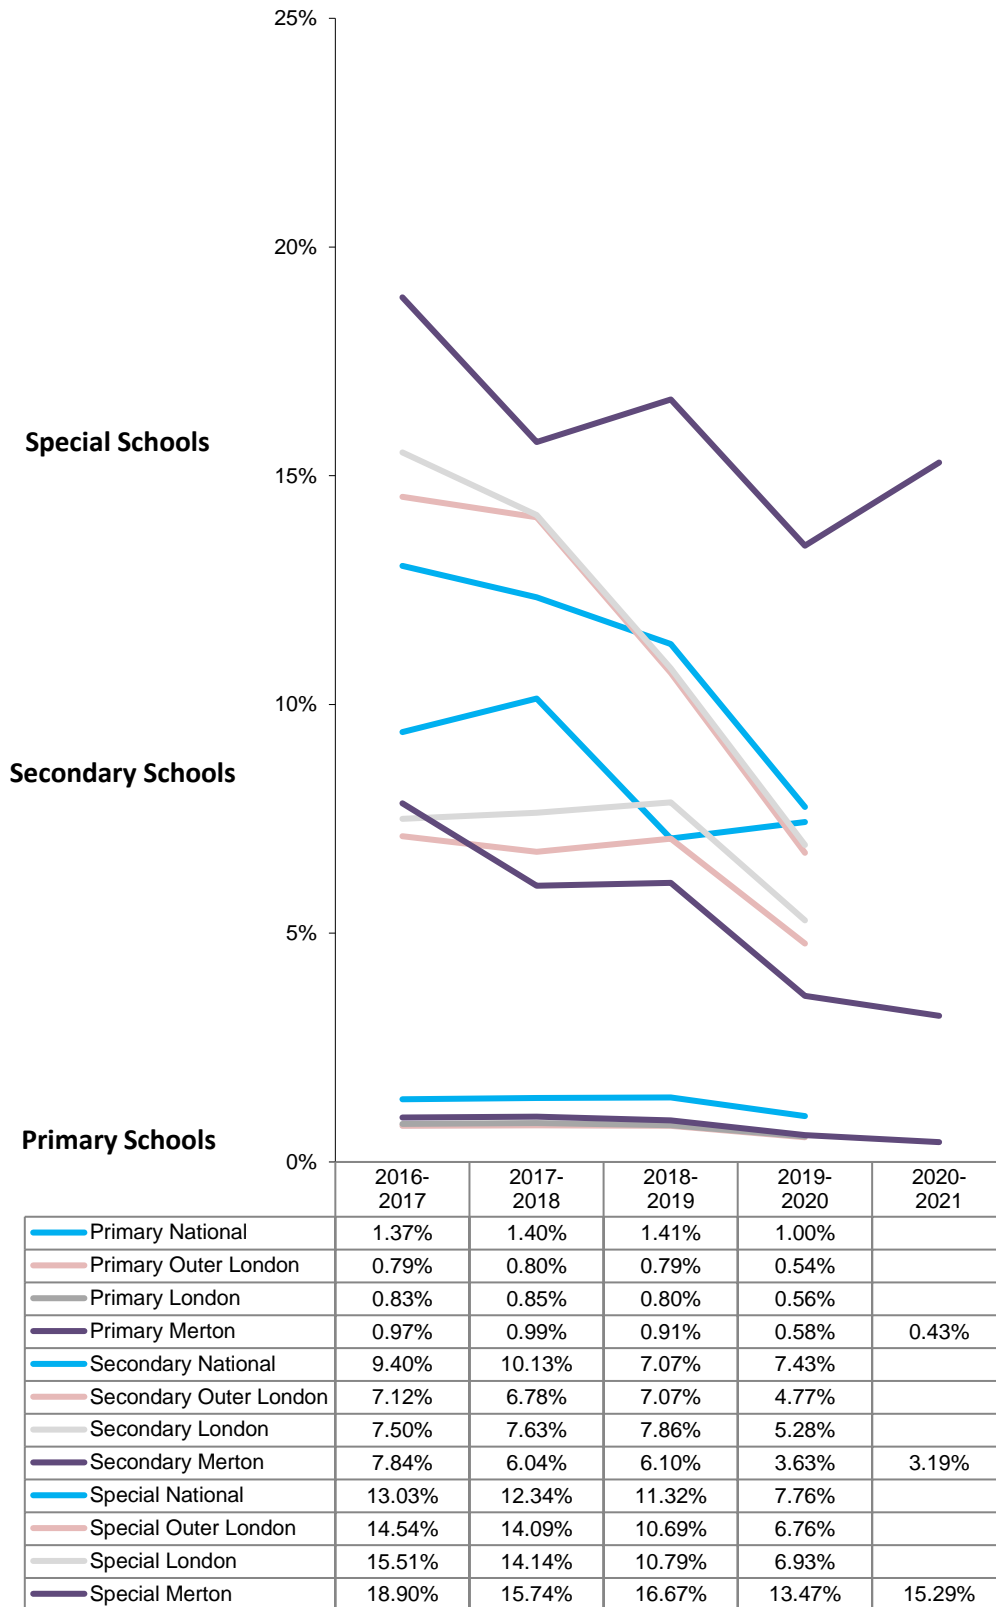 25%
20%
Special Schools
15%
10%
Secondary Schools
5%
Primary Schools
0%
2016-2017 2017-2018 2018-2019 2019-2020 2020-2021
Primary National 1.37% 1.40% 1.41% 1.00%
Primary Outer London 0.79% 0.80% 0.79% 0.54%
Primary London 0.83% 0.85% 0.80% 0.56%
Primary Merton 0.97% 0.99% 0.91% 0.58% 0.43%
Secondary National 9.40% 10.13% 7.07% 7.43%
Secondary Outer London 7.12% 6.78% 7.07% 4.77%
Secondary London 7.50% 7.63% 7.86% 5.28%
Secondary Merton 7.84% 6.04% 6.10% 3.63% 3.19%
Special National 13.03% 12.34% 11.32% 7.76%
Special Outer London 14.54% 14.09% 10.69% 6.76%
Special London 15.51% 14.14% 10.79% 6.93%
Special Merton 18.90% 15.74% 16.67% 13.47% 15.29%